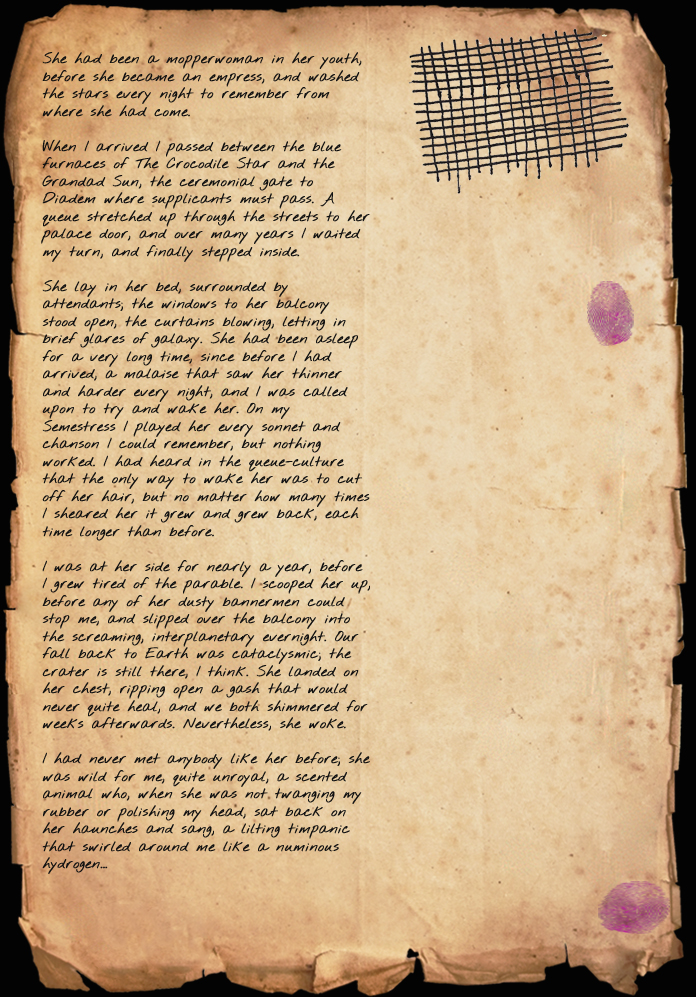 She had been a mopperwoman in her youth,
before she became an empress, and washed
the stars every night to remember from
where she had come.
When I arrived I passed between the blue
furnaces of The Crocodile Star and the
Grandad Sun, the ceremonial gate to
Diadem where supplicants must pass. A
queue stretched up through the streets to her
palace door, and over many years I waited
my turn, and finally stepped inside.
She lay in her bed, surrounded by
attendants; the windows to her balcony
stood open, the curtains blowing, letting in
brief glares of galaxy. She had been asleep
for a very long time, since before I had
arrived, a malaise that saw her thinner
and harder every night, and I was called
upon to try and wake her. On my
Semestress I played her every sonnet and
chanson I could remember, but nothing
worked. I had heard in the queue-culture
that the only way to wake her was to cut
off her hair, but no matter how many times
I sheared her it grew and grew back, each
time longer than before.
I was at her side for nearly a year, before
I grew tired of the parable. I scooped her up,
before any of her dusty bannermen could
stop me, and slipped over the balcony into
the screaming, interplanetary evernight. Our
fall back to Earth was cataclysmic; the
crater is still there, I think. She landed on
her chest, ripping open a gash that would
never quite heal, and we both shimmered for
weeks afterwards. Nevertheless, she woke.
I had never met anybody like her before; she
was wild for me, quite unroyal, a scented
animal who, when she was not twanging my
rubber or polishing my head, sat back on
her haunches and sang, a lilting timpanic
that swirled around me like a numinous
hydrogen...